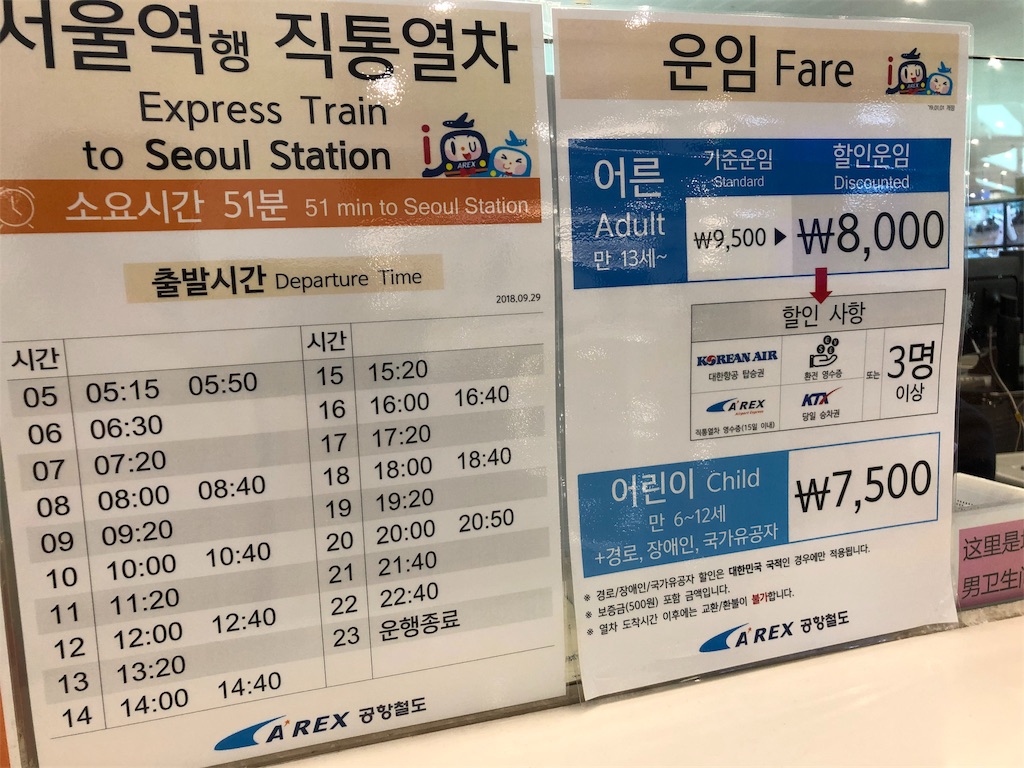 서울역행 직통열차
Express Train
to Seoul Station
AREX
소요시간 51분 51 min to Seoul Station
출발시간 Departure Time
2018.09.29
시간
05 05:15 05:50
06 06:30
07 07:20
08 08:00 08:40
09 09:20
10 10:00 10:40
11 11:20
12 12:00 12:40
13 13:20
14 14:00 14:40
시간
15 15:20
16 16:00 16:40
17 17:20
18 18:00 18:40
19 19:20
20 20:00 20:50
21 21:40
22 22:40
23 운행종료
A'REX 공항철도
운임 Fare
어른
Adult
만 13세~
기준운임
Standard
할인운임
Discounted
₩9,500 ▶ ₩8,000
할인 사항
KOREAN AIR
대한항공 탑승권
환전 영수증
A'REX
Airport Express
직통열차 영수증(15일 이내)
KTX
당일 승차권
또는
3명
이상
어린이 Child
만 6~12세
+경로, 장애인, 국가유공자
₩7,500
※ 경로/장애인/국가유공자 할인은 대한민국 국적인 경우에만 적용됩니다.
※ 보증금(500원) 포함 금액입니다.
※ 열차 도착시간 이후에는 교환/환불이 불가합니다.
A'REX 공항철도
这里是
男卫生间